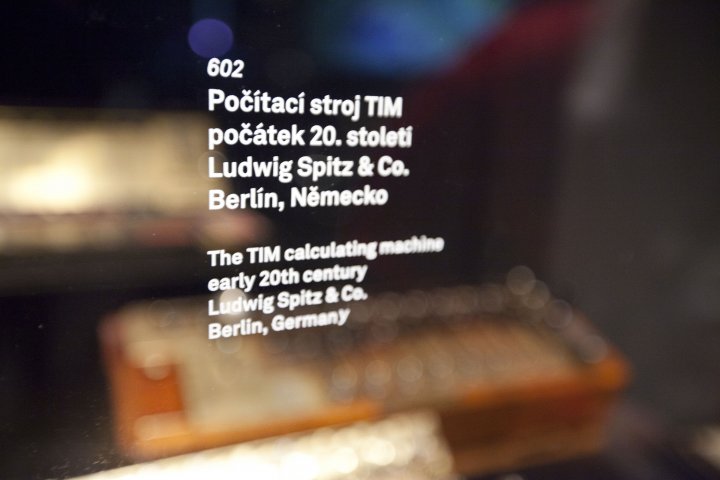 602
Počítací stroj TIM
počátek 20. století
Ludwig Spitz & Co.
Berlín, Německo
The TIM calculating machine
early 20th century
Ludwig Spitz & Co.
Berlin, Germany